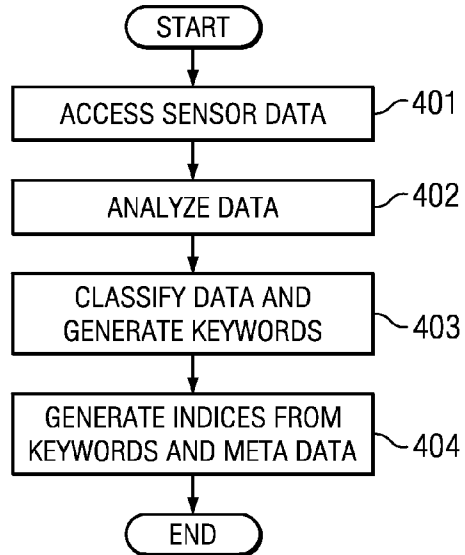 START
ACCESS SENSOR DATA
401
ANALYZE DATA
402
CLASSIFY DATA AND
GENERATE KEYWORDS
403
GENERATE INDICES FROM
KEYWORDS AND META DATA
404
END